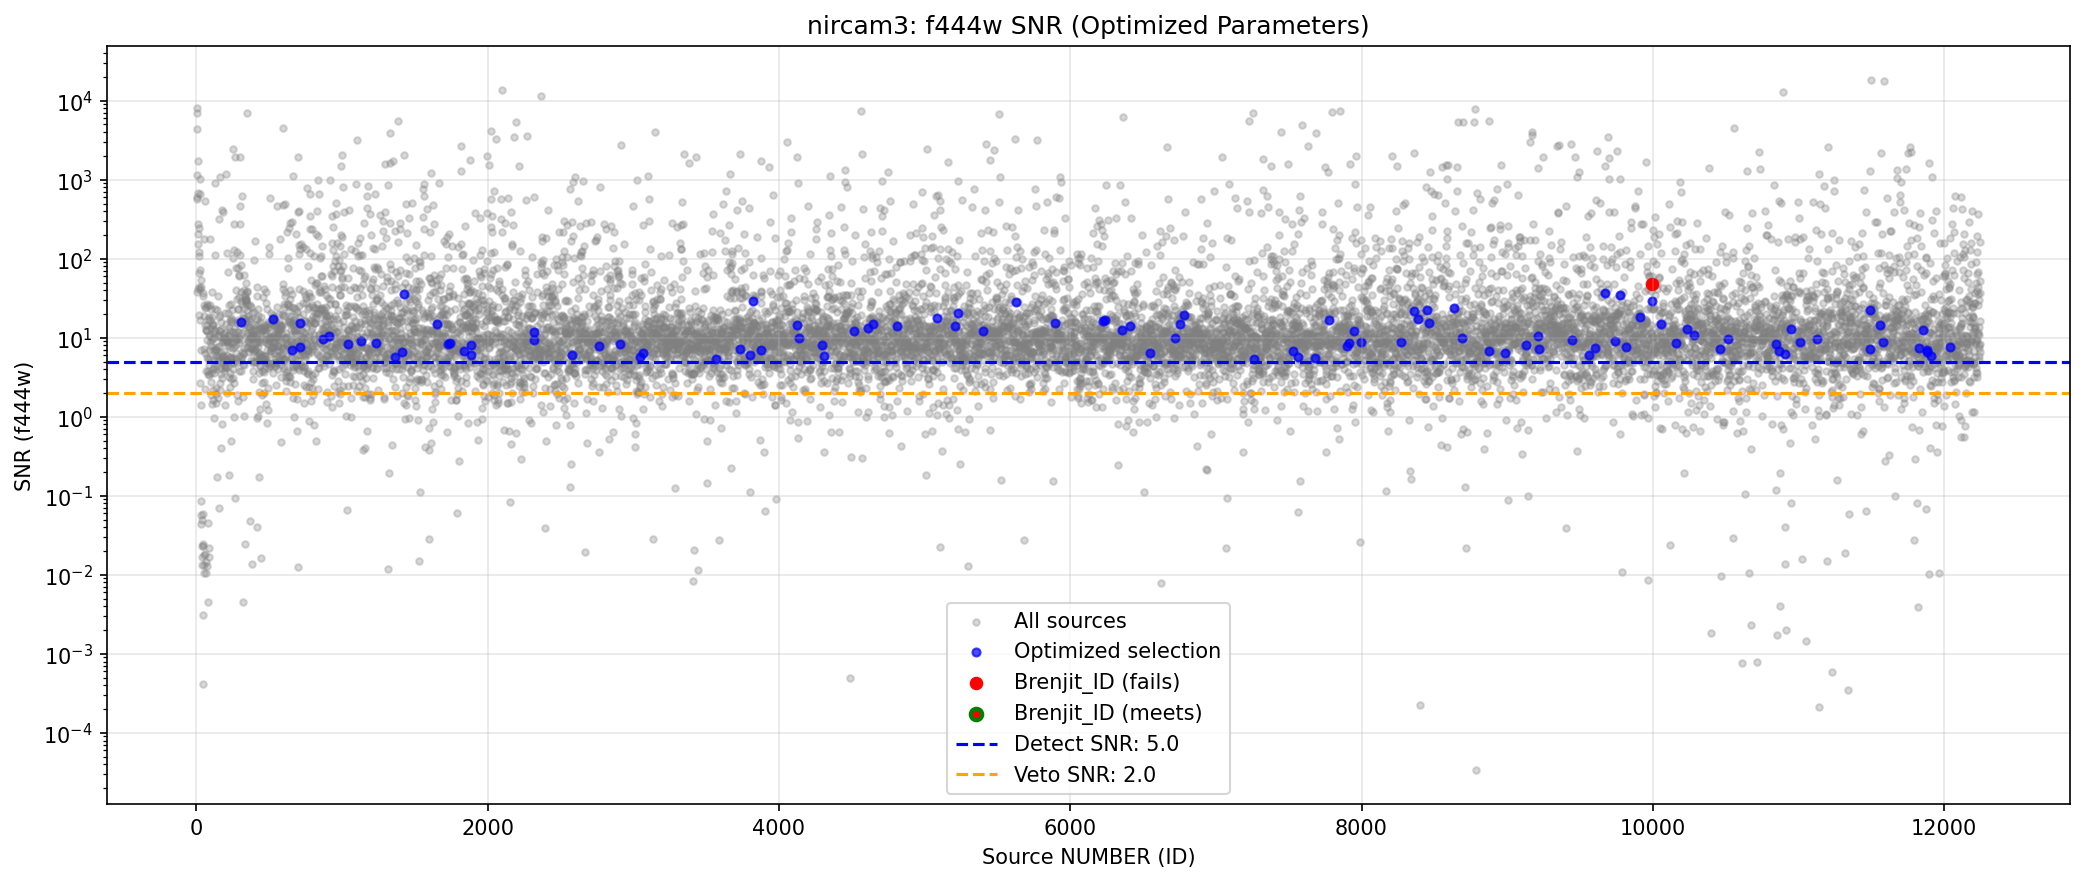 nircam3: f444w SNR (Optimized Parameters)
SNR (f444w)
10^4
10^3
10^2
10^1
10^0
10^-1
10^-2
10^-3
10^-4
All sources
Optimized selection
Brenjit_ID (fails)
Brenjit_ID (meets)
Detect SNR: 5.0
Veto SNR: 2.0
0 2000 4000 6000 8000 10000 12000
Source NUMBER (ID)